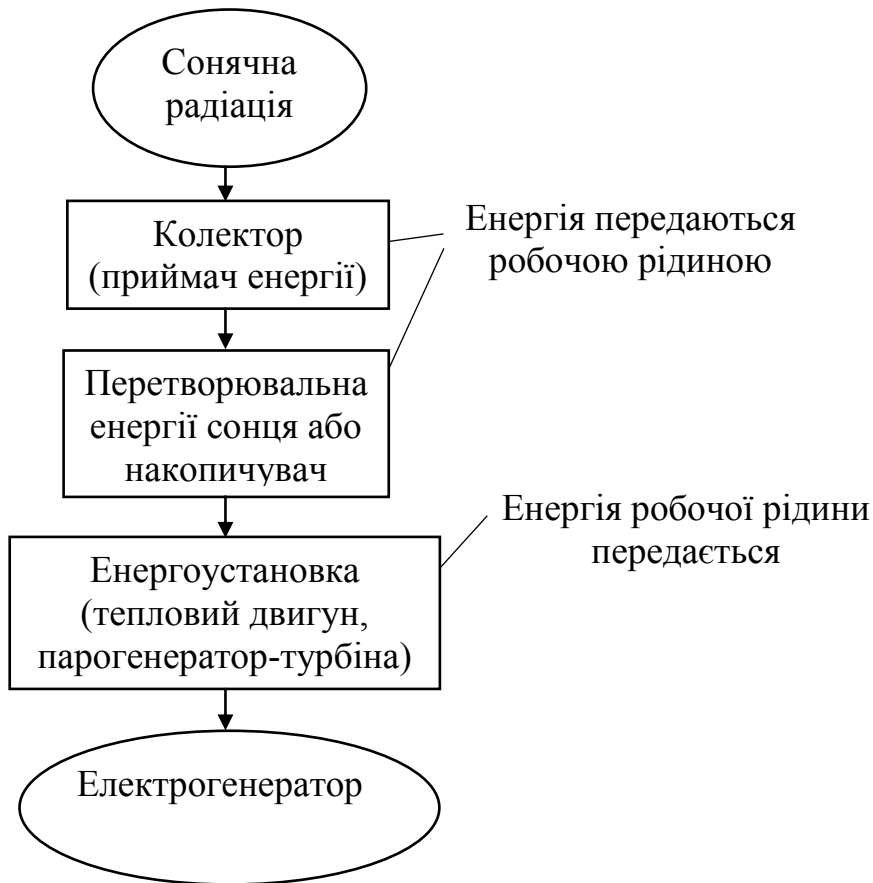 Сонячна
радіація
Колектор
(приймач енергії)
Енергія передаються
робочою рідиною
Перетворювальна
енергії сонця або
накопичувач
Енергія робочої рідини
передається
Енергоустановка
(тепловий двигун,
парогенератор-турбіна)
Електрогенератор